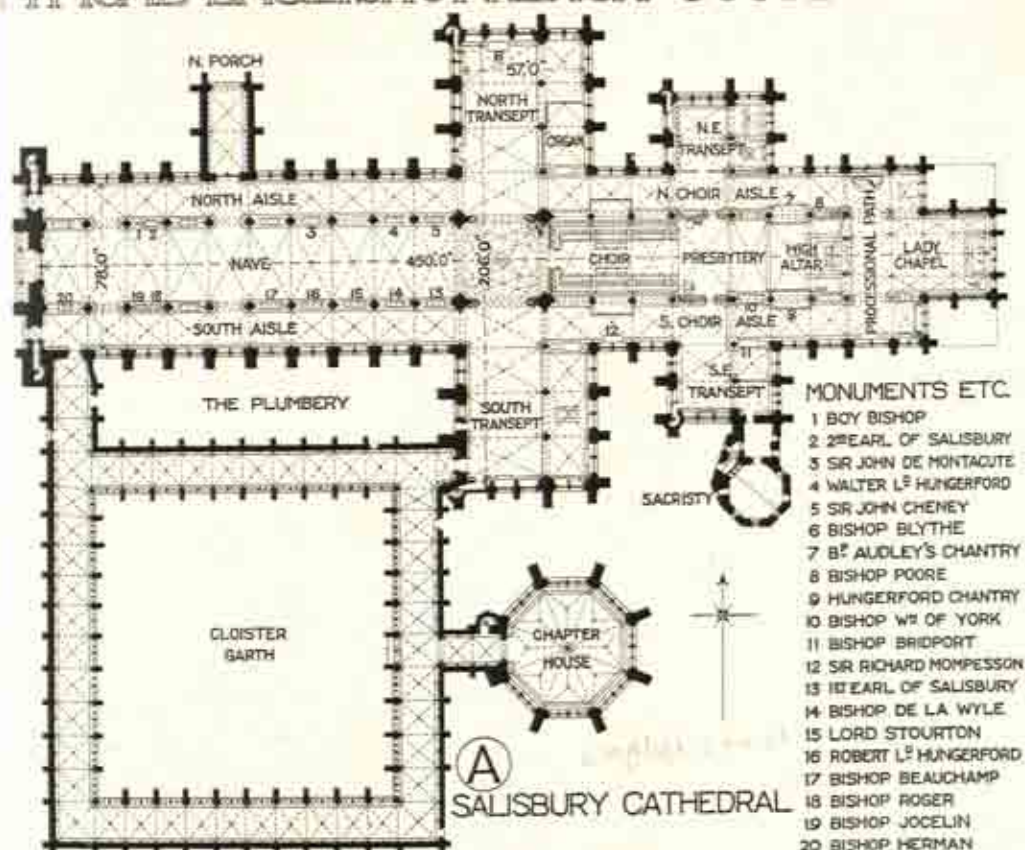 N. PORCH
6
57.'0"
NORTH
TRANSEPT
ORGAN
N.E.
TRANSEPT
NORTH AISLE
N. CHOIR AISLE
7
8
1 2
3
4
5
PROCESSIONAL PATH
78.'0"
NAVE
450.'0"
206.'0"
CHOIR
PRESBYTERY
HIGH
ALTAR
LADY
CHAPEL
20
19 18
17
16
15
14
13
10
9
SOUTH AISLE
12
S. CHOIR AISLE
11
S.E.
TRANSEPT
THE PLUMBERY
SOUTH
TRANSEPT
SACRISTY
CLOISTER
GARTH
CHAPTER
HOUSE
A
SALISBURY CATHEDRAL
MONUMENTS ETC.
1 BOY BISHOP
2 2ND EARL OF SALISBURY
3 SIR JOHN DE MONTACUTE
4 WALTER LD HUNGERFORD
5 SIR JOHN CHENEY
6 BISHOP BLYTHE
7 BP. AUDLEY'S CHANTRY
8 BISHOP POORE
9 HUNGERFORD CHANTRY
10 BISHOP WM OF YORK
11 BISHOP BRIDPORT
12 SIR RICHARD MOMPESSON
13 1ST EARL OF SALISBURY
14 BISHOP DE LA WYLE
15 LORD STOURTON
16 ROBERT LD HUNGERFORD
17 BISHOP BEAUCHAMP
18 BISHOP ROGER
19 BISHOP JOCELIN
20 BISHOP HERMAN